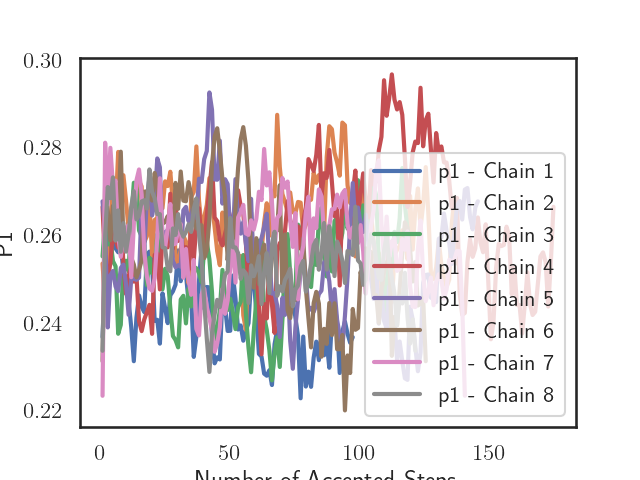 0.30
0.28
0.26
0.24
0.22
p1
0
50
100
150
Number of Accepted Steps
p1 - Chain 1
p1 - Chain 2
p1 - Chain 3
p1 - Chain 4
p1 - Chain 5
p1 - Chain 6
p1 - Chain 7
p1 - Chain 8